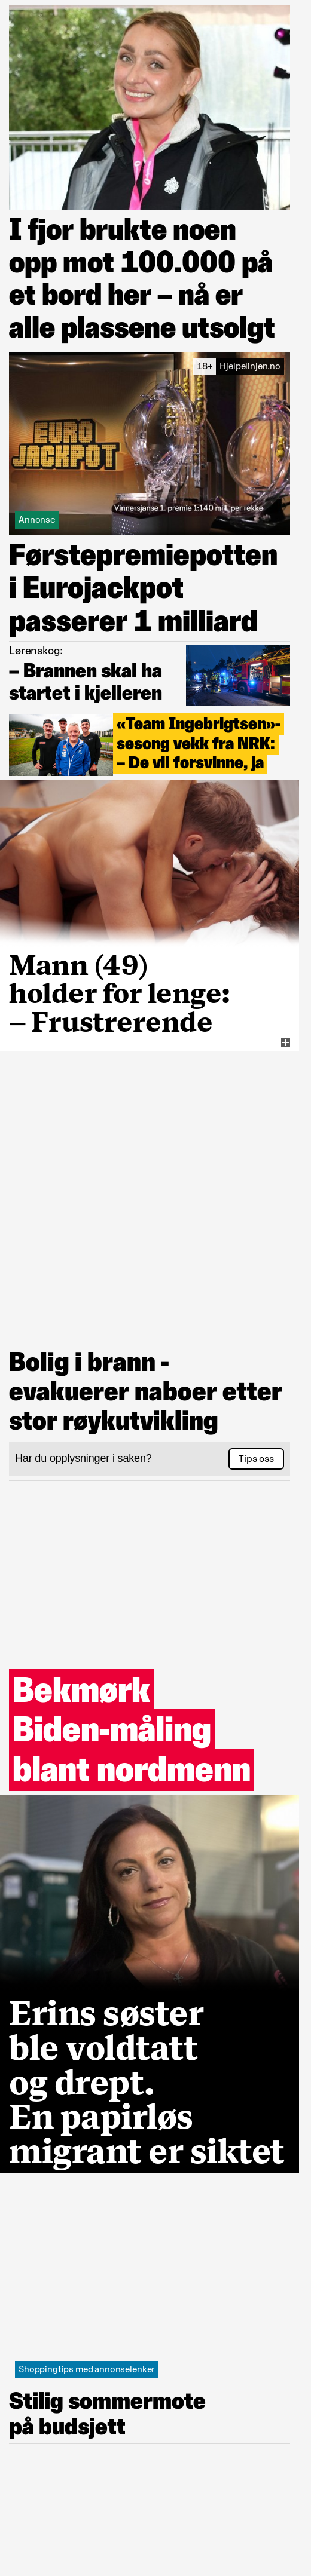 I fjor brukte noen
opp mot 100.000 på
et bord her – nå er
alle plassene utsolgt
18+ Hjelpelinjen.no
EURO
JACKPOT
Vinnersjanse 1. premie 1:140 mill. per rekke
Annonse
Førstepremiepotten
i Eurojackpot
passerer 1 milliard
Lørenskog:
– Brannen skal ha
startet i kjelleren
«Team Ingebrigtsen»-
sesong vekk fra NRK:
– De vil forsvinne, ja
Mann (49)
holder for lenge:
– Frustrerende
Bolig i brann -
evakuerer naboer etter
stor røykutvikling
Har du opplysninger i saken?
Tips oss
Bekmørk
Biden-måling
blant nordmenn
Erins søster
ble voldtatt
og drept.
En papirløs
migrant er siktet
Shoppingtips med annonselenker
Stilig sommermote
på budsjett